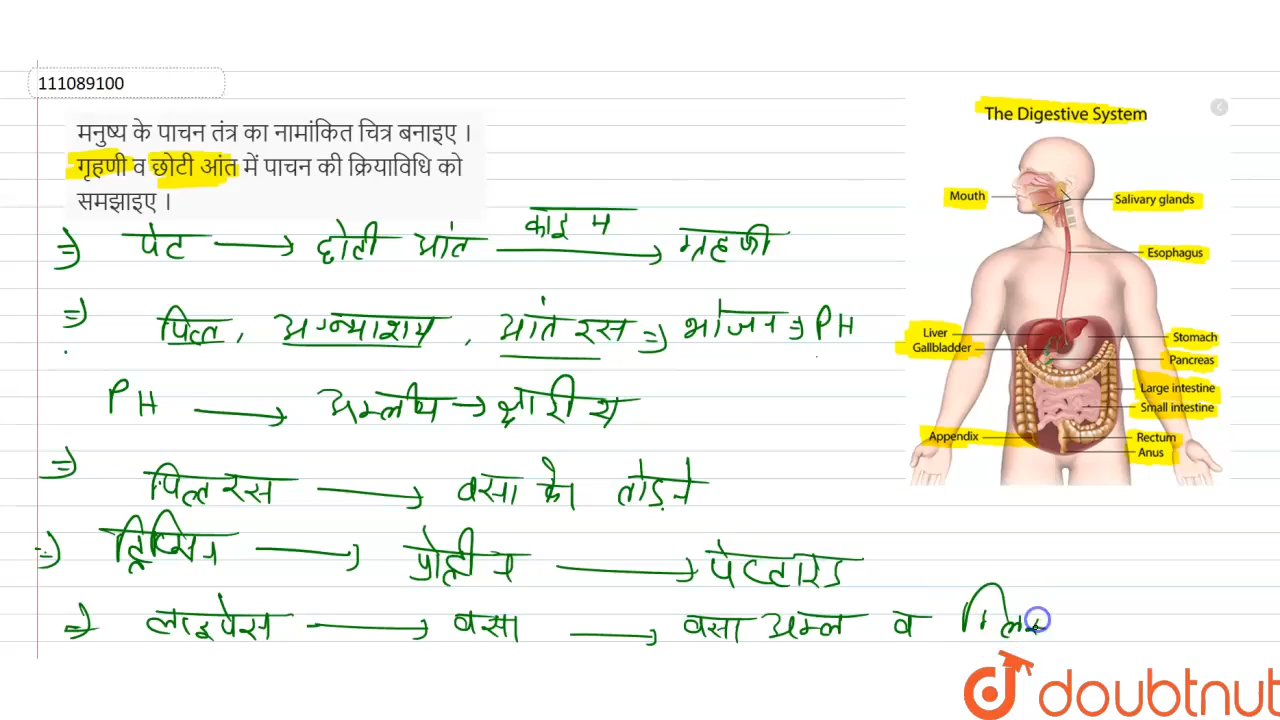 111089100
मनुष्य के पाचन तंत्र का नामांकित चित्र बनाइए ।
गृहणी व छोटी आंत में पाचन की क्रियाविधि को
समझाइए ।
The Digestive System
Mouth
Salivary glands
Esophagus
Liver
Gallbladder
Stomach
Pancreas
Large intestine
Small intestine
Appendix
Rectum
Anus
⇒ पेट → छोटी आंत काइम → ग्रहणी
⇒ पित्त, अग्न्याशय, आंत रस ⇒ भोजन → PH
PH → अम्लीय → क्षारीय
⇒ पित्त रस → वसा को तोड़ने
⇒ ट्रिप्सिन → प्रोटीन → पेप्टाइड
⇒ लाइपेस → वसा → वसा अम्ल व
doubtnut